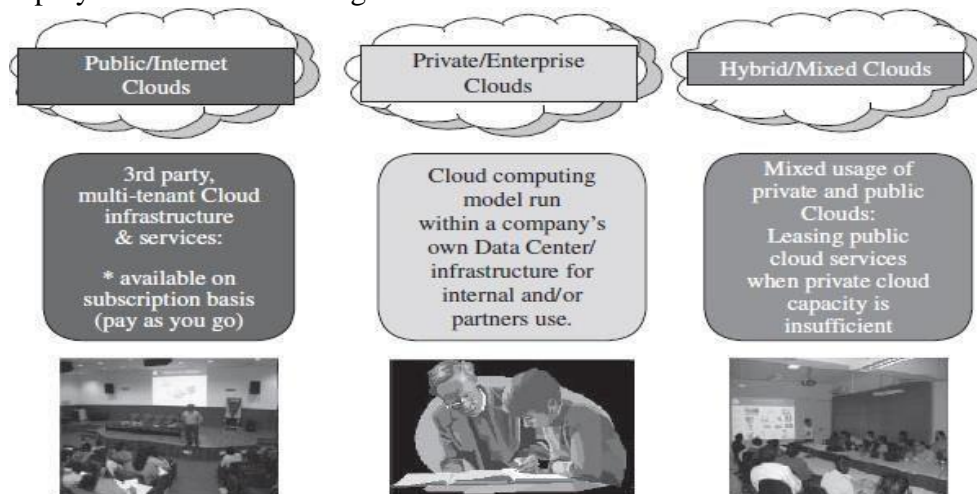 Public/Internet
Clouds
Private/Enterprise
Clouds
Hybrid/Mixed Clouds
3rd party,
multi-tenant Cloud
infrastructure
& services:
* available on
subscription basis
(pay as you go)
Cloud computing
model run
within a company's
own Data Center/
infrastructure for
internal and/or
partners use.
Mixed usage of
private and public
Clouds:
Leasing public
cloud services
when private cloud
capacity is
insufficient